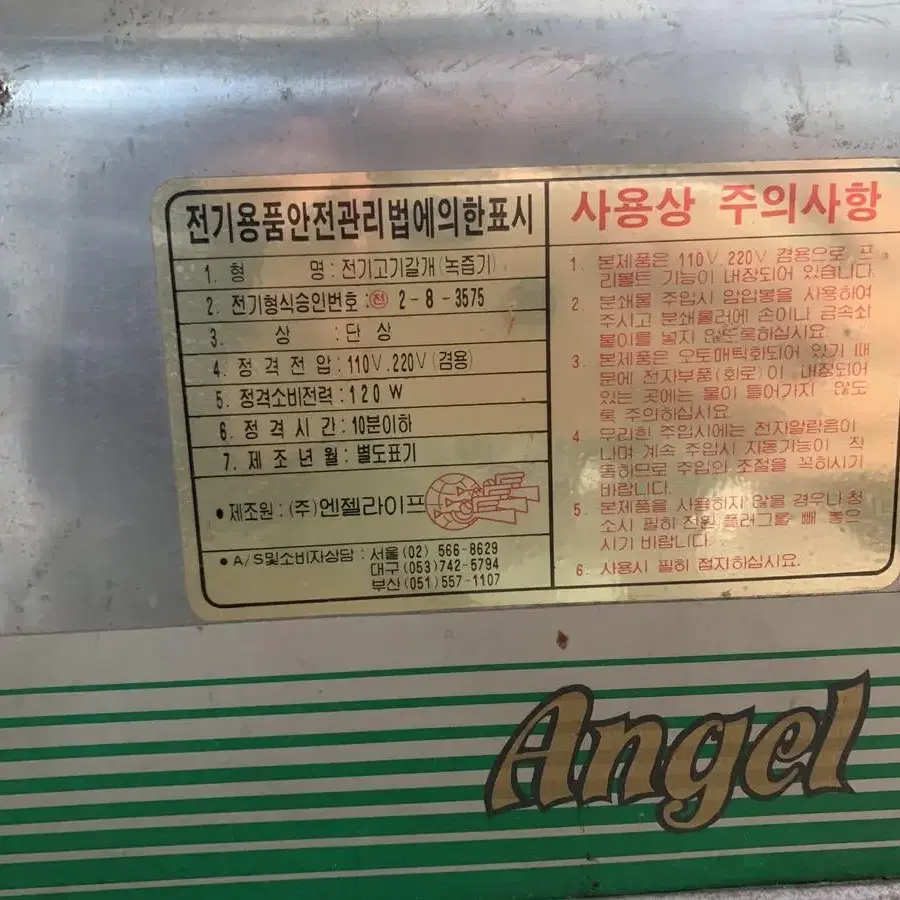 전기용품안전관리법에의한표시
1. 형 명 : 전기고기갈개(녹즙기)
2. 전기형식승인번호 : 전 2-8-3575
3. 상 : 단 상
4. 정 격 전 압 : 110V.220V(겸용)
5. 정격소비전력 : 120W
6. 정 격 시 간 : 10분이하
7. 제 조 년 월 : 별도표기
• 제조원 : (주)엔젤라이프
• A/S및소비자상담 : 서울(02) 566-8629
대구(053)742-5794
부산(051)557-1107
사용상 주의사항
1. 본제품은 110V.220V 겸용으로 프
리볼트 기능이 내장되어 있습니다.
2. 분쇄물 주입시 압압봉을 사용하여
주시고 분쇄울러에 손이나 금속쇠
붙이를 넣지 않도록하십시요.
3. 본제품은 오토매틱화되어 있기 때
문에 전자부품(회로)이 내장되어
있는 곳에는 물이 들어가지 않도
록 주의하십시요.
4 무리한 주입시에는 전자알람음이
나며 계속 주입시 자동기능이 작
동하므로 주입의 조절을 꼭하시기
바랍니다.
5. 본제품을 사용하지 않을 경우나 청
소시 필히 전원 플러그를 빼 놓으
시기 바랍니다.
6. 사용시 필히 접지하십시요.
Angel